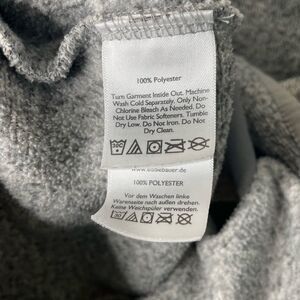 100% Polyester
Turn Garment Inside Out. Machine
Wash Cold Separately. Only Non-
Chlorine Bleach As Needed. Do
Not Use Fabric Softeners. Tumble
Dry Low. Do Not Iron. Do Not
Dry Clean.
www.eddiebauer.de
100% POLYESTER
Vor dem Waschen linke
Warenseite nach außen drehen.
Keine Weichspüler verwenden.